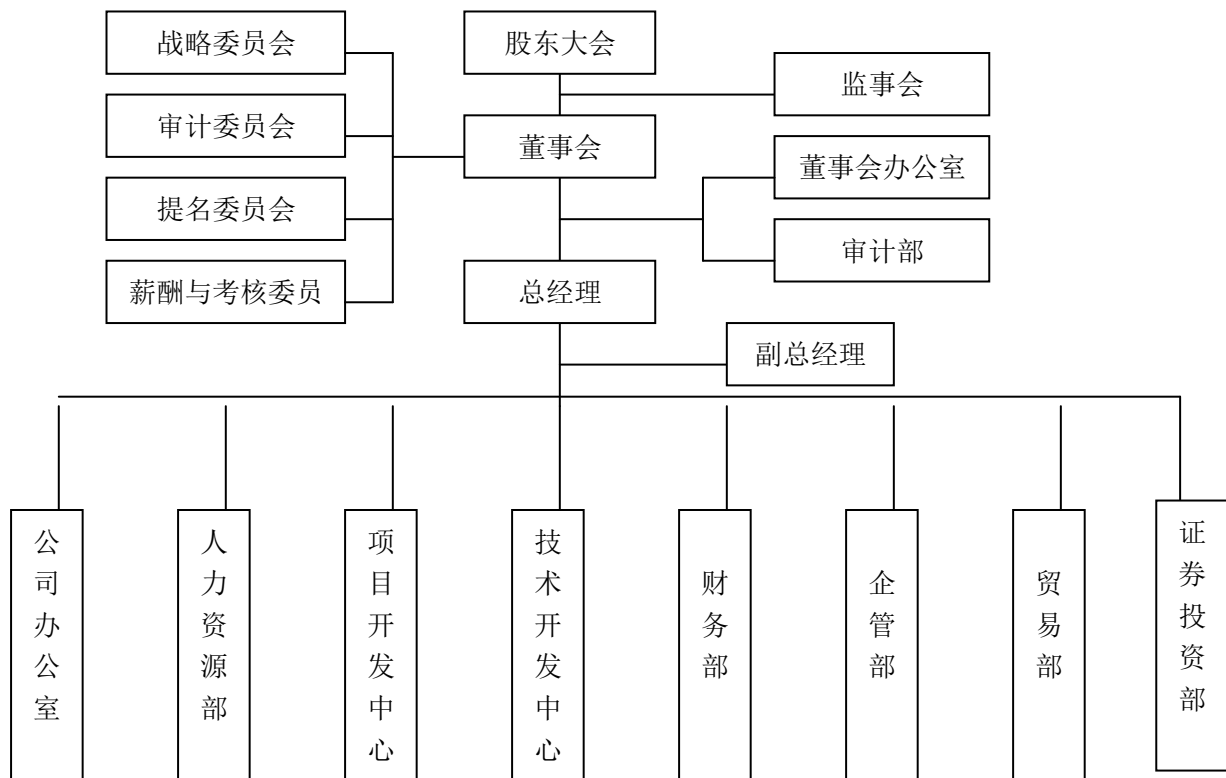 战略委员会
股东大会
监事会
审计委员会
董事会
董事会办公室
提名委员会
审计部
薪酬与考核委员
总经理
副总经理
公司办公室
人力资源部
项目开发中心
技术开发中心
财务部
企管部
贸易部
证券投资部